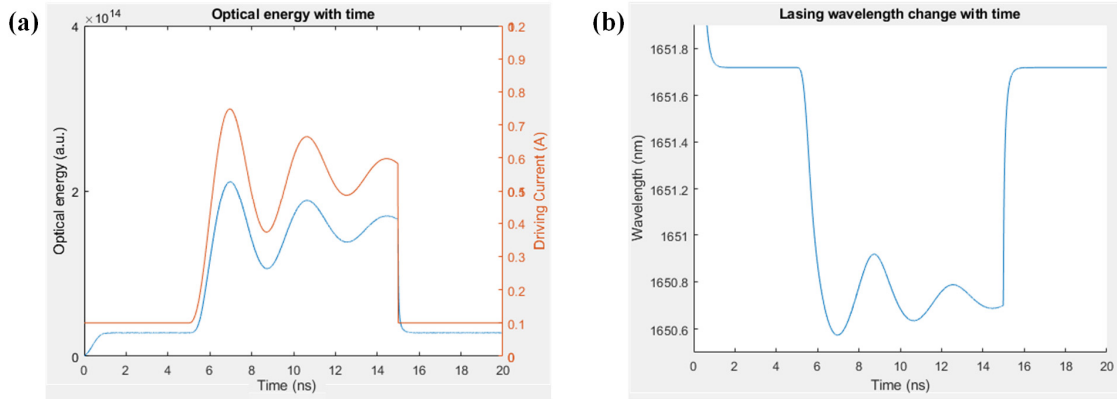 (a)
Optical energy with time
×10^14
4
2
0
Optical energy (a.u.)
0.2
0.9
0.8
0.7
0.6
0.5
0.4
0.3
0.2
0.1
0
Driving Current (A)
0 2 4 6 8 10 12 14 16 18 20
Time (ns)
(b)
Lasing wavelength change with time
1651.8
1651.6
1651.4
1651.2
1651
1650.8
1650.6
Wavelength (nm)
0 2 4 6 8 10 12 14 16 18 20
Time (ns)